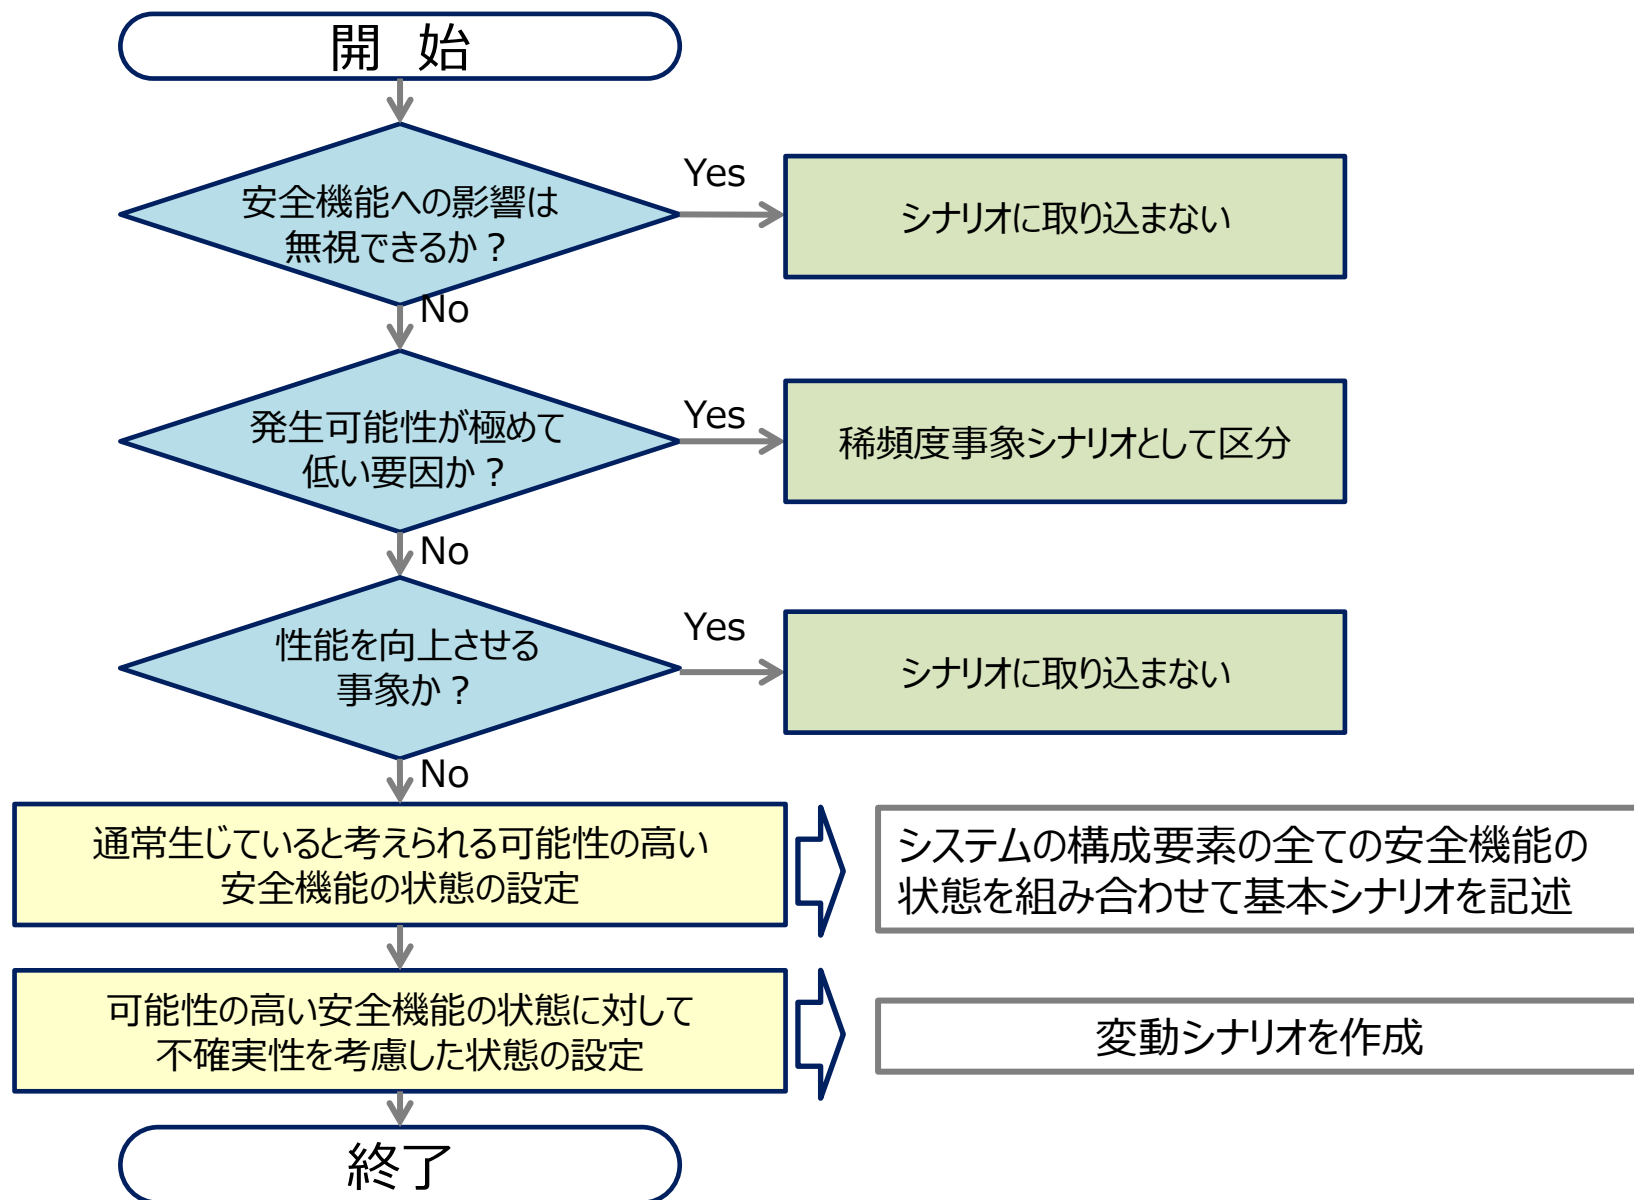 開 始
安全機能への影響は
無視できるか？
Yes
シナリオに取り込まない
No
発生可能性が極めて
低い要因か？
Yes
稀頻度事象シナリオとして区分
No
性能を向上させる
事象か？
Yes
シナリオに取り込まない
No
通常生じていると考えられる可能性の高い
安全機能の状態の設定
システムの構成要素の全ての安全機能の
状態を組み合わせて基本シナリオを記述
可能性の高い安全機能の状態に対して
不確実性を考慮した状態の設定
変動シナリオを作成
終了